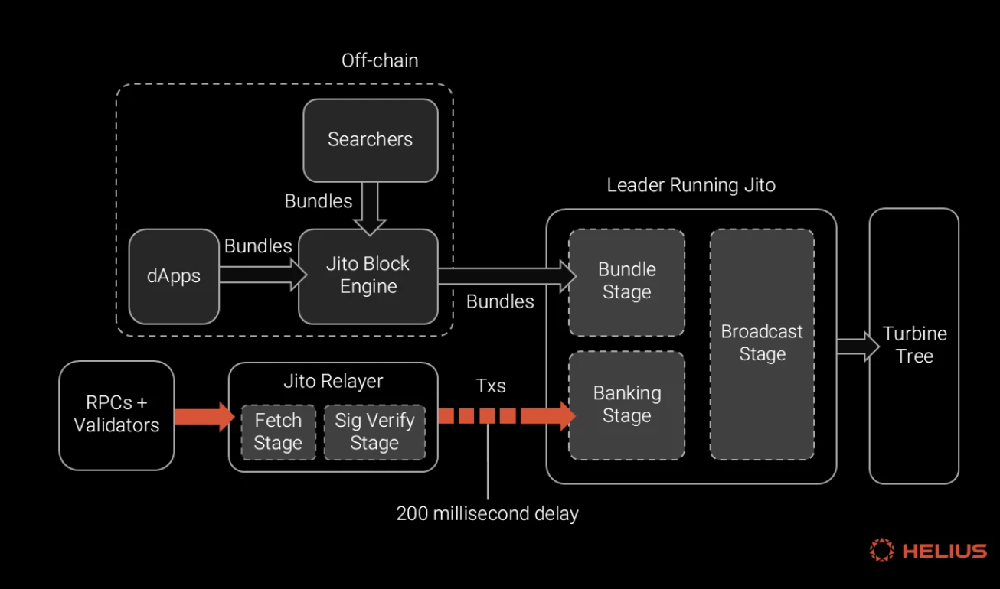 Off-chain
Searchers
Bundles
dApps
Bundles
Jito Block
Engine
Bundles
Leader Running Jito
Bundle
Stage
Banking
Stage
Broadcast
Stage
Turbine
Tree
RPCs +
Validators
Jito Relayer
Fetch
Stage
Sig Verify
Stage
Txs
200 millisecond delay
HELIUS